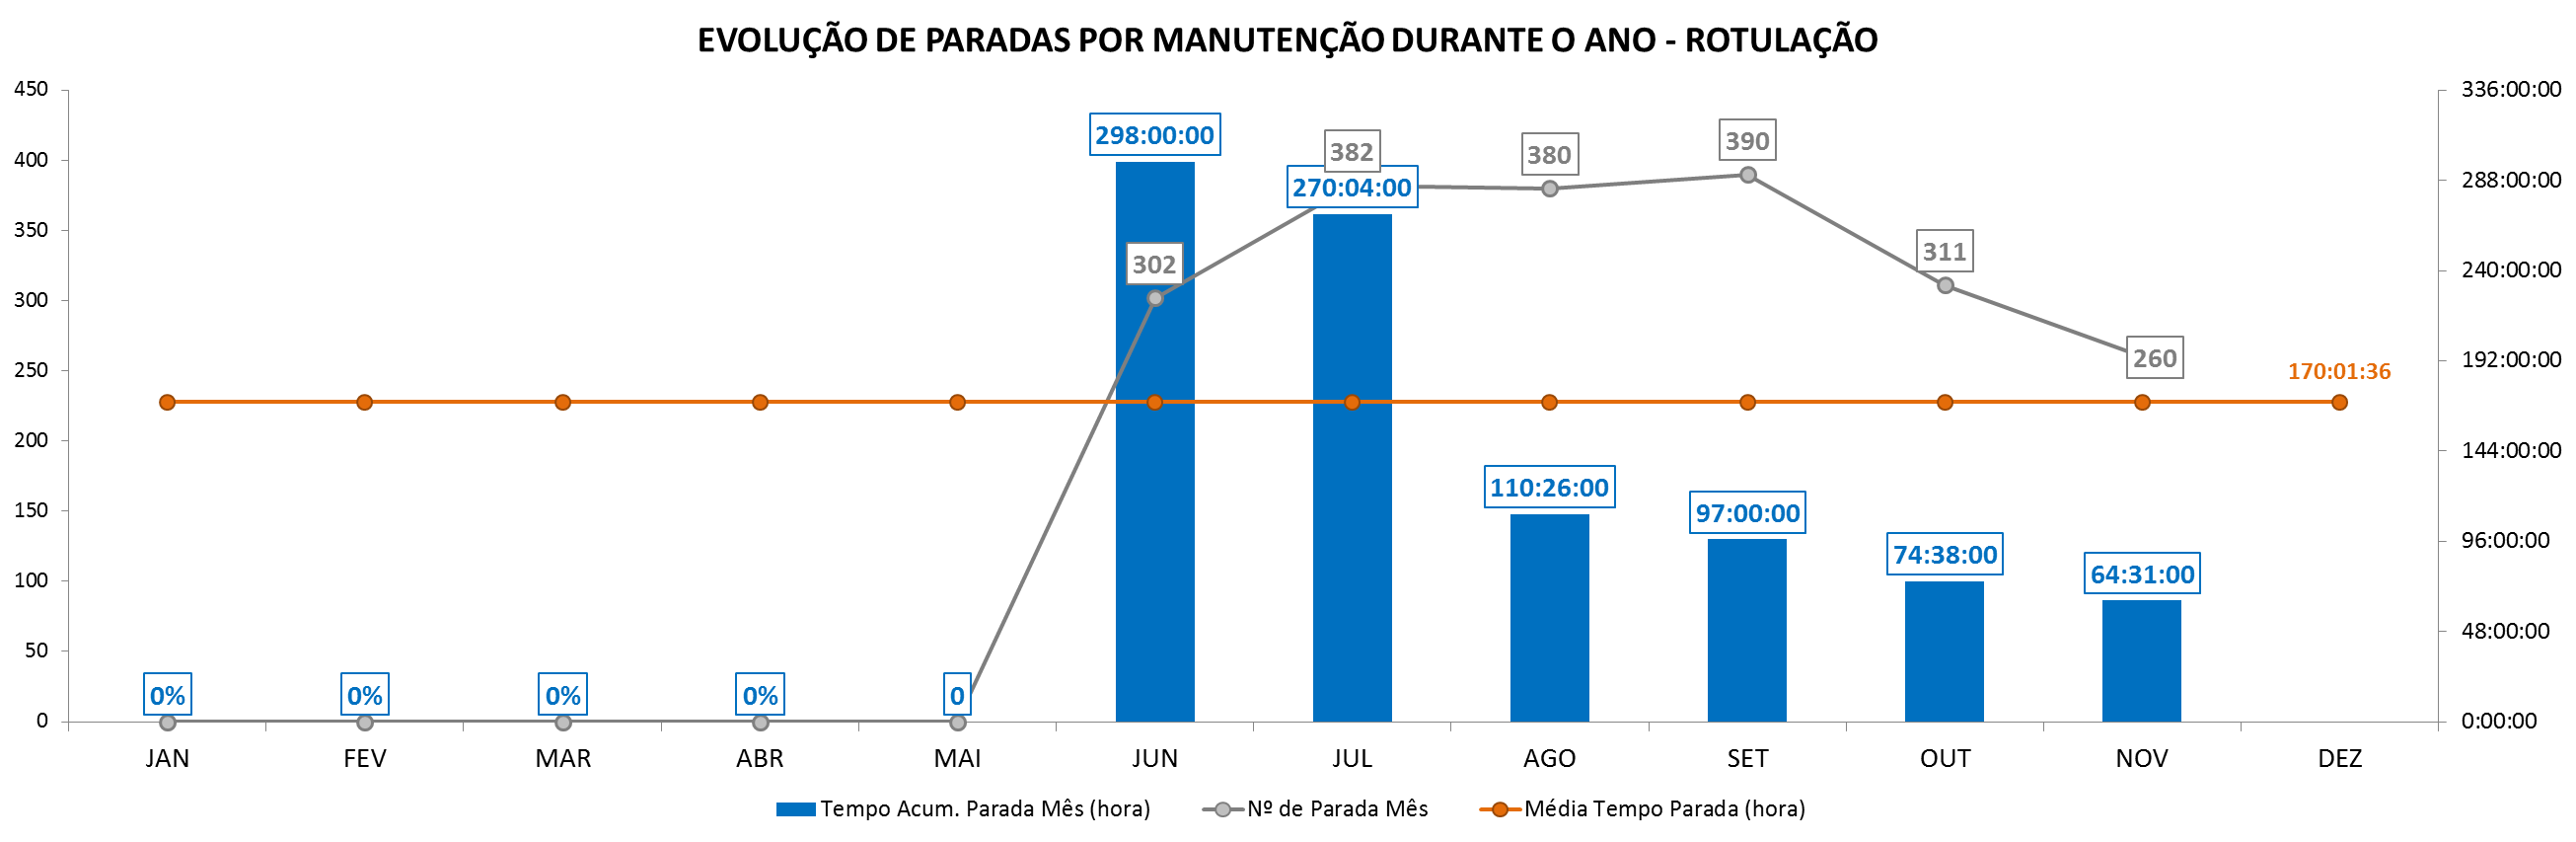 EVOLUÇÃO DE PARADAS POR MANUTENÇÃO DURANTE O ANO - ROTULAÇÃO
450
400
350
300
250
200
150
100
50
0
336:00:00
288:00:00
240:00:00
192:00:00
144:00:00
96:00:00
48:00:00
0:00:00
0%
0%
0%
0%
0
298:00:00
270:04:00
110:26:00
97:00:00
74:38:00
64:31:00
302
382
380
390
311
260
170:01:36
JAN
FEV
MAR
ABR
MAI
JUN
JUL
AGO
SET
OUT
NOV
DEZ
Tempo Acum. Parada Mês (hora)
Nº de Parada Mês
Média Tempo Parada (hora)